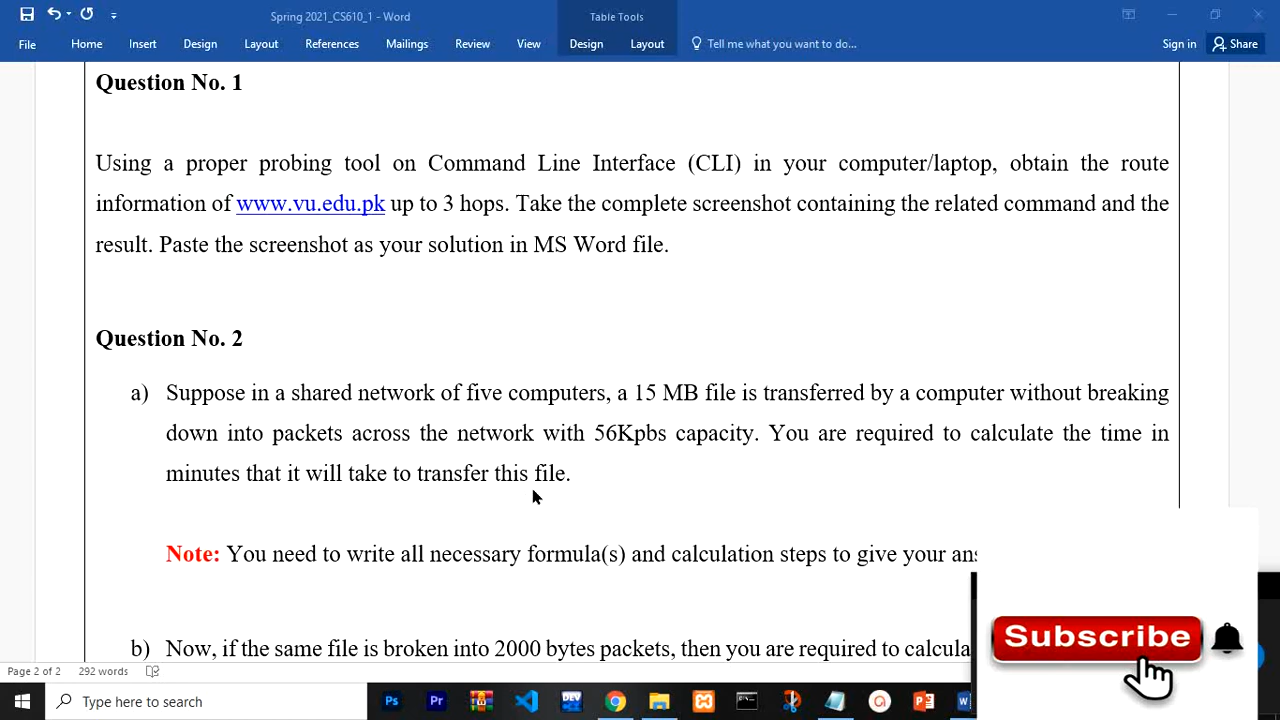 Spring 2021_CS610_1 - Word
Table Tools
File Home Insert Design Layout References Mailings Review View Design Layout Tell me what you want to do... Sign in Share
Question No. 1
Using a proper probing tool on Command Line Interface (CLI) in your computer/laptop, obtain the route
information of www.vu.edu.pk up to 3 hops. Take the complete screenshot containing the related command and the
result. Paste the screenshot as your solution in MS Word file.
Question No. 2
a) Suppose in a shared network of five computers, a 15 MB file is transferred by a computer without breaking
down into packets across the network with 56Kpbs capacity. You are required to calculate the time in
minutes that it will take to transfer this file.
Note: You need to write all necessary formula(s) and calculation steps to give your ans
b) Now, if the same file is broken into 2000 bytes packets, then you are required to calcula
Subscribe
Page 2 of 2 292 words
Type here to search
Ps Pr DEV P W